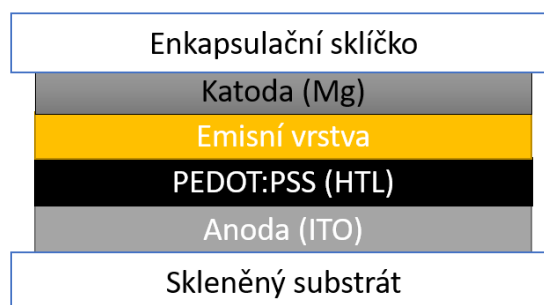 Enkapsulační sklíčko
Katoda (Mg)
Emisní vrstva
PEDOT:PSS (HTL)
Anoda (ITO)
Skleněný substrát